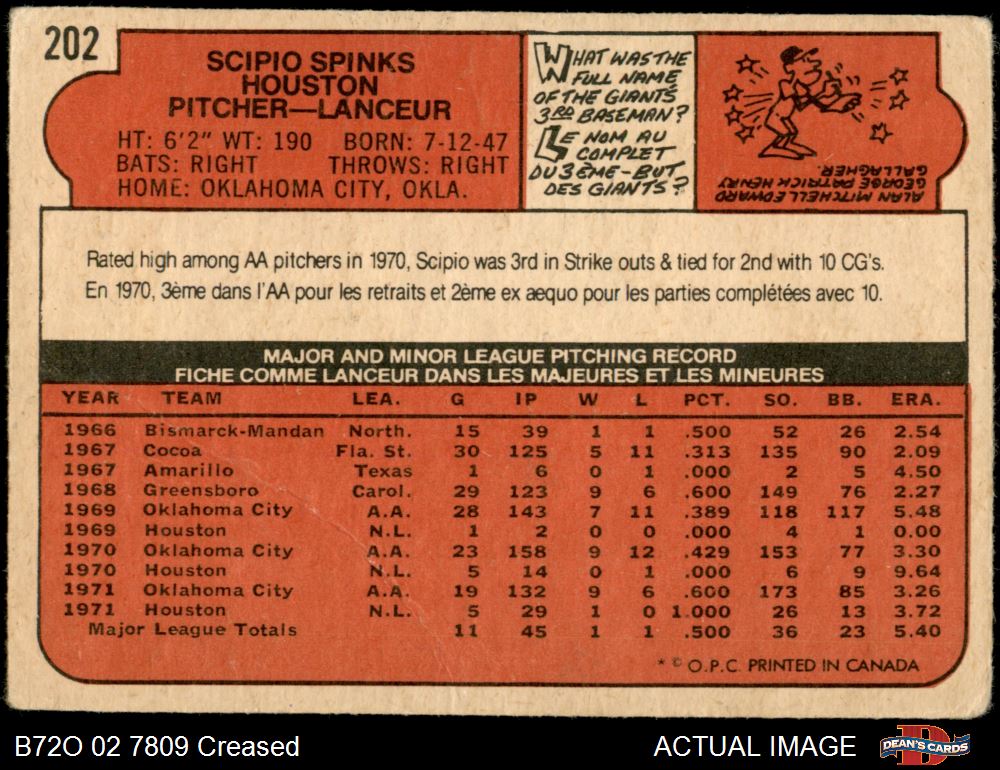 202
SCIPIO SPINKS
HOUSTON
PITCHER—LANCEUR
HT: 6'2" WT: 190 BORN: 7-12-47
BATS: RIGHT THROWS: RIGHT
HOME: OKLAHOMA CITY, OKLA.
WHAT WAS THE
FULL NAME
OF THE GIANTS
3RD BASEMAN?
LE NOM AU
COMPLET
DU 3ÈME-BUT
DES GIANTS?
ALAN MITCHELL EDWARD
GEORGE PATRICK HENRY
GALLAGHER.
Rated high among AA pitchers in 1970, Scipio was 3rd in Strike outs & tied for 2nd with 10 CG's.
En 1970, 3ème dans l'AA pour les retraits et 2ème ex aequo pour les parties complétées avec 10.
MAJOR AND MINOR LEAGUE PITCHING RECORD
FICHE COMME LANCEUR DANS LES MAJEURES ET LES MINEURES
YEAR TEAM LEA. G IP W L PCT. SO. BB. ERA.
1966 Bismarck-Mandan North. 15 39 1 1 .500 52 26 2.54
1967 Cocoa Fla. St. 30 125 5 11 .313 135 90 2.09
1967 Amarillo Texas 1 6 0 1 .000 2 5 4.50
1968 Greensboro Carol. 29 123 9 6 .600 149 76 2.27
1969 Oklahoma City A.A. 28 143 7 11 .389 118 117 5.48
1969 Houston N.L. 1 2 0 0 .000 4 1 0.00
1970 Oklahoma City A.A. 23 158 9 12 .429 153 77 3.30
1970 Houston N.L. 5 14 0 1 .000 6 9 9.64
1971 Oklahoma City A.A. 19 132 9 6 .600 173 85 3.26
1971 Houston N.L. 5 29 1 0 1.000 26 13 3.72
Major League Totals 11 45 1 1 .500 36 23 5.40
* © O.P.C. PRINTED IN CANADA
B72O 02 7809 Creased
ACTUAL IMAGE
D
DEAN'S CARDS